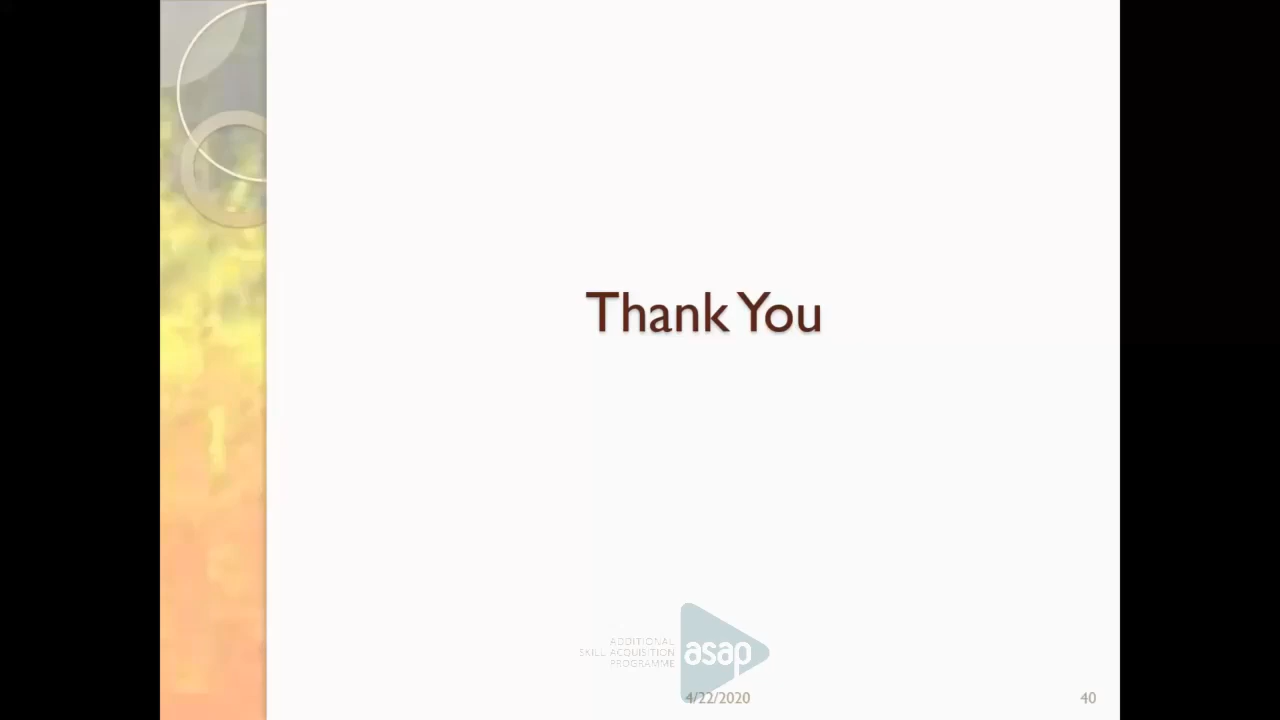 Thank You
ADDITIONAL
SKILL ACQUISITION
PROGRAMME
asap
4/22/2020
40